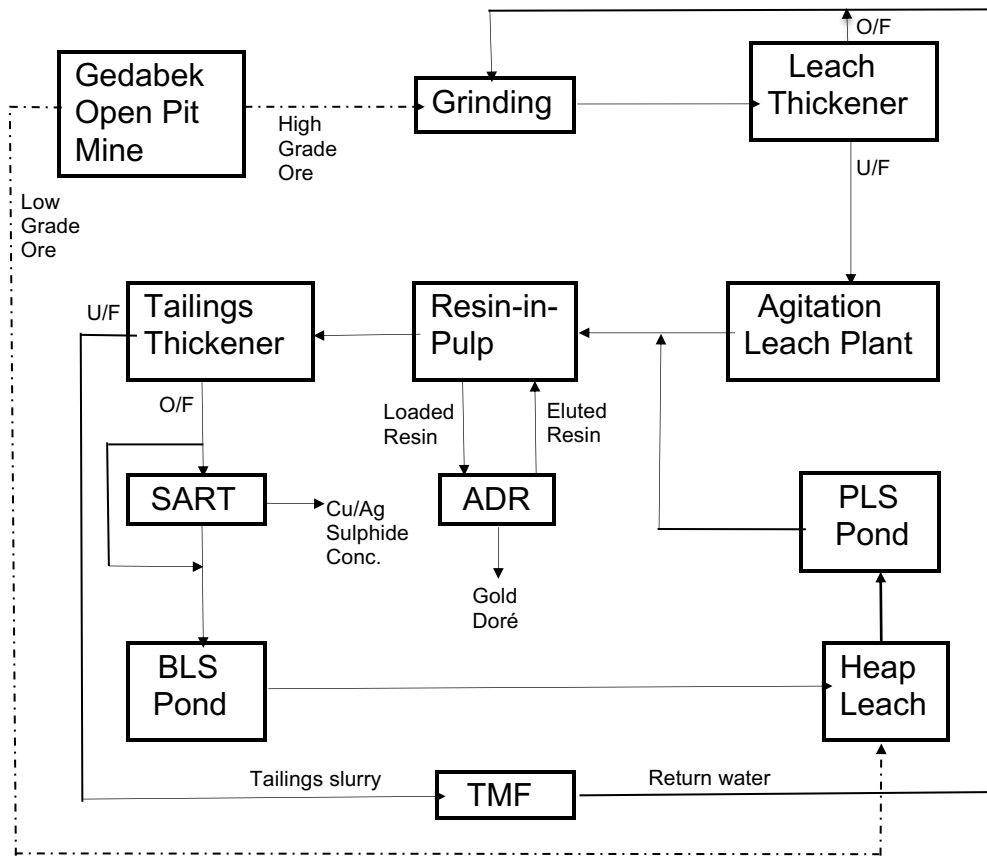 O/F
Gedabek
Open Pit
Mine
High
Grade
Ore
Grinding
Leach
Thickener
U/F
Low
Grade
Ore
U/F
Tailings
Thickener
Resin-in-
Pulp
Agitation
Leach Plant
O/F
Loaded
Resin
Eluted
Resin
SART
Cu/Ag
Sulphide
Conc.
ADR
PLS
Pond
Gold
Doré
BLS
Pond
Heap
Leach
Tailings slurry
TMF
Return water